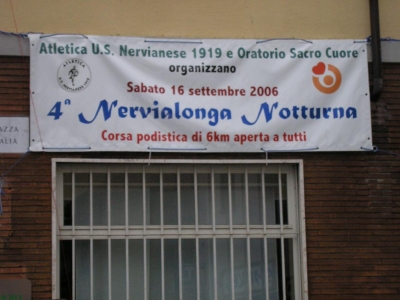 Atletica U.S. Nervianese 1919 e Oratorio Sacro Cuore
organizzano
Sabato 16 settembre 2006
4ª Nervialonga Notturna
Corsa podistica di 6km aperta a tutti
ATLETICA